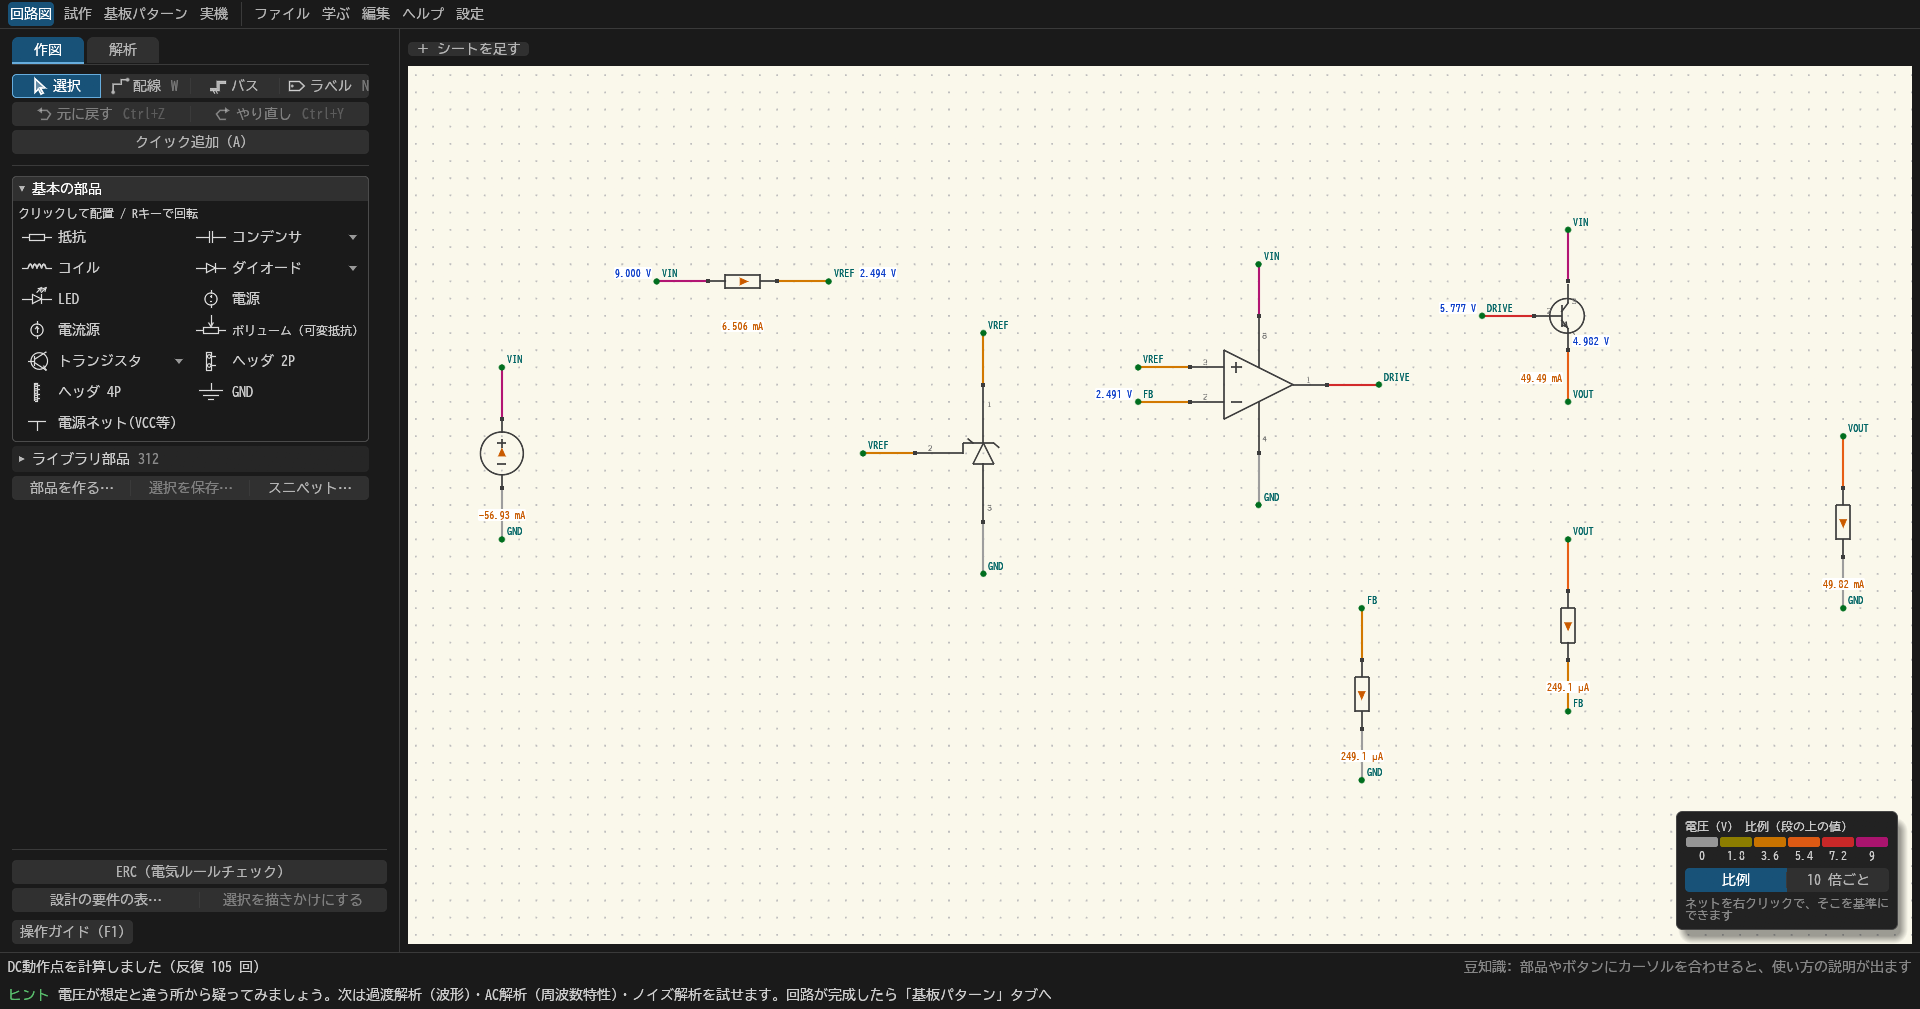 回路図 試作 基板パターン 実機 ファイル 学ぶ 編集 ヘルプ 設定
作図 解析
+ シートを足す
選択 配線 W バス ラベル N
元に戻す Ctrl+Z やり直し Ctrl+Y
クイック追加 (A)
▼ 基本の部品
クリックして配置 / Rキーで回転
抵抗 コンデンサ
コイル ダイオード
LED 電源
電流源 ボリューム (可変抵抗)
トランジスタ ヘッダ 2P
ヘッダ 4P GND
電源ネット(VCC等)
▶ ライブラリ部品 312
部品を作る… 選択を保存… スニペット…
ERC (電気ルールチェック)
設計の要件の表… 選択を描きかけにする
操作ガイド (F1)
VIN
-56.93 mA
GND
9.000 V VIN
VREF 2.494 V
6.506 mA
VREF
1
VREF
2
3
GND
VIN
8
VREF
3
2.491 V FB
2
1
DRIVE
4
GND
VIN
5.777 V DRIVE
4.982 V
49.49 mA
VOUT
VOUT
49.82 mA
GND
VOUT
249.1 μA
FB
FB
249.1 μA
GND
電圧 (V) 比例 (段の上の値)
0 1.8 3.6 5.4 7.2 9
比例 10 倍ごと
ネットを右クリックで、そこを基準に
できます
DC動作点を計算しました (反復 105 回)
豆知識: 部品やボタンにカーソルを合わせると、使い方の説明が出ます
ヒント 電圧が想定と違う所から疑ってみましょう。次は過渡解析 (波形)・AC解析 (周波数特性)・ノイズ解析を試せます。回路が完成したら「基板パターン」タブへ